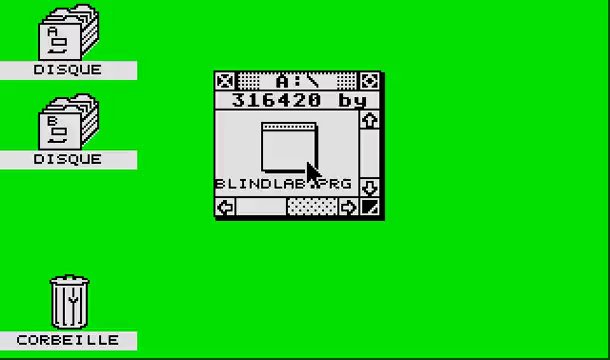 A
DISQUE
B
DISQUE
A:\
316420 by
BLINDLAB.PRG
CORBEILLE